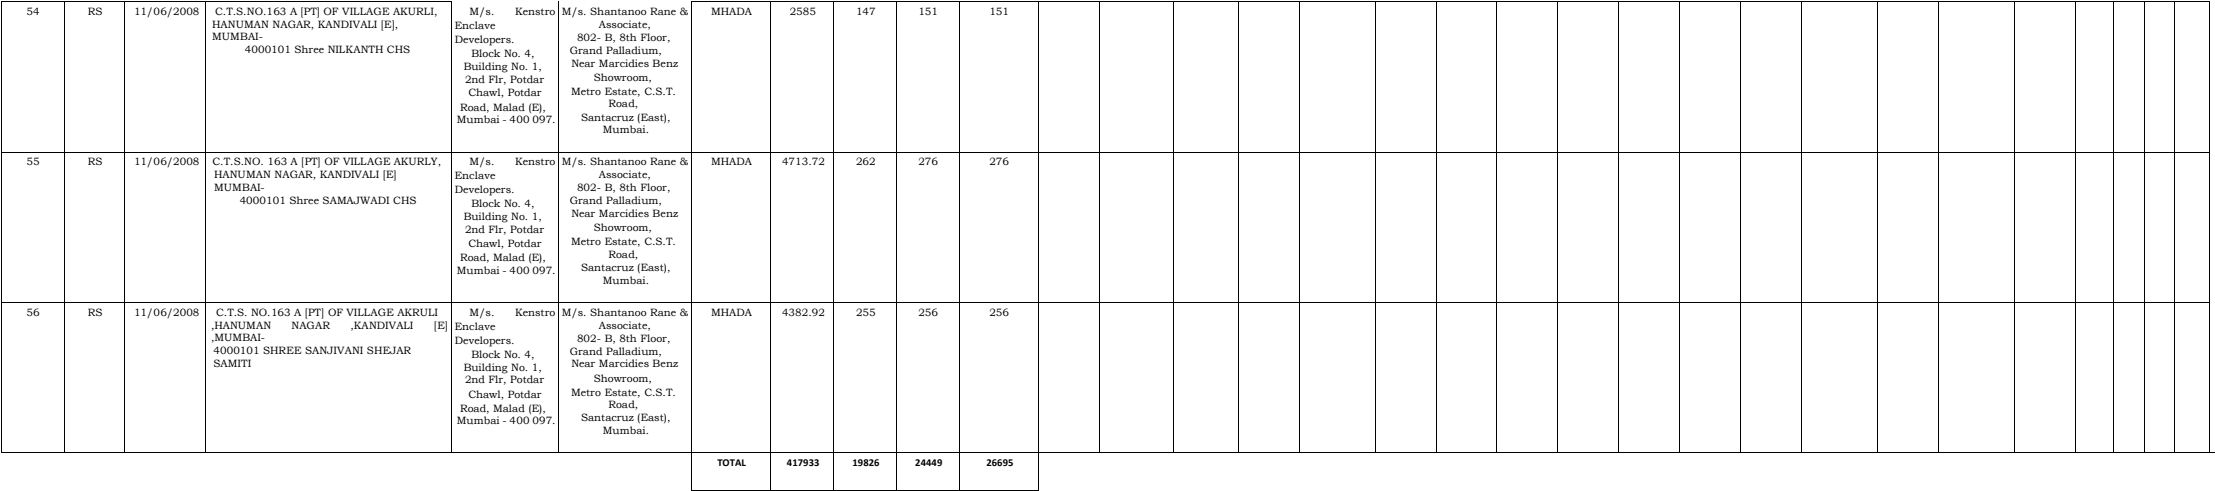 54 RS 11/06/2008 C.T.S.NO.163 A [PT] OF VILLAGE AKURLI,
HANUMAN NAGAR, KANDIVALI [E],
MUMBAI-
4000101 Shree NILKANTH CHS
M/s. Kenstro
Enclave
Developers.
Block No. 4,
Building No. 1,
2nd Flr, Potdar
Chawl, Potdar
Road, Malad (E),
Mumbai - 400 097.
M/s. Shantanoo Rane &
Associate,
802- B, 8th Floor,
Grand Palladium,
Near Marcidies Benz
Showroom,
Metro Estate, C.S.T.
Road,
Santacruz (East),
Mumbai.
MHADA 2585 147 151 151
55 RS 11/06/2008 C.T.S.NO. 163 A [PT] OF VILLAGE AKURLY,
HANUMAN NAGAR, KANDIVALI [E]
MUMBAI-
4000101 Shree SAMAJWADI CHS
M/s. Kenstro
Enclave
Developers.
Block No. 4,
Building No. 1,
2nd Flr, Potdar
Chawl, Potdar
Road, Malad (E),
Mumbai - 400 097.
M/s. Shantanoo Rane &
Associate,
802- B, 8th Floor,
Grand Palladium,
Near Marcidies Benz
Showroom,
Metro Estate, C.S.T.
Road,
Santacruz (East),
Mumbai.
MHADA 4713.72 262 276 276
56 RS 11/06/2008 C.T.S. NO.163 A [PT] OF VILLAGE AKRULI
,HANUMAN NAGAR ,KANDIVALI [E]
,MUMBAI-
4000101 SHREE SANJIVANI SHEJAR
SAMITI
M/s. Kenstro
Enclave
Developers.
Block No. 4,
Building No. 1,
2nd Flr, Potdar
Chawl, Potdar
Road, Malad (E),
Mumbai - 400 097.
M/s. Shantanoo Rane &
Associate,
802- B, 8th Floor,
Grand Palladium,
Near Marcidies Benz
Showroom,
Metro Estate, C.S.T.
Road,
Santacruz (East),
Mumbai.
MHADA 4382.92 255 256 256
TOTAL 417933 19826 24449 26695